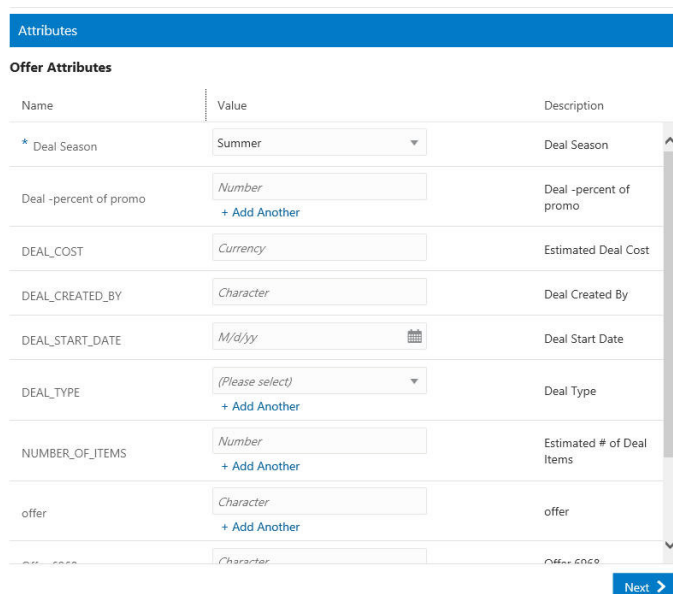 Attributes
Offer Attributes
Name Value Description
* Deal Season Summer Deal Season
Deal -percent of promo Number Deal -percent of promo
+ Add Another
DEAL_COST Currency Estimated Deal Cost
DEAL_CREATED_BY Character Deal Created By
DEAL_START_DATE M/d/yy Deal Start Date
DEAL_TYPE (Please select) Deal Type
+ Add Another
NUMBER_OF_ITEMS Number Estimated # of Deal Items
+ Add Another
offer Character offer
+ Add Another
Character Offer 6968
Next